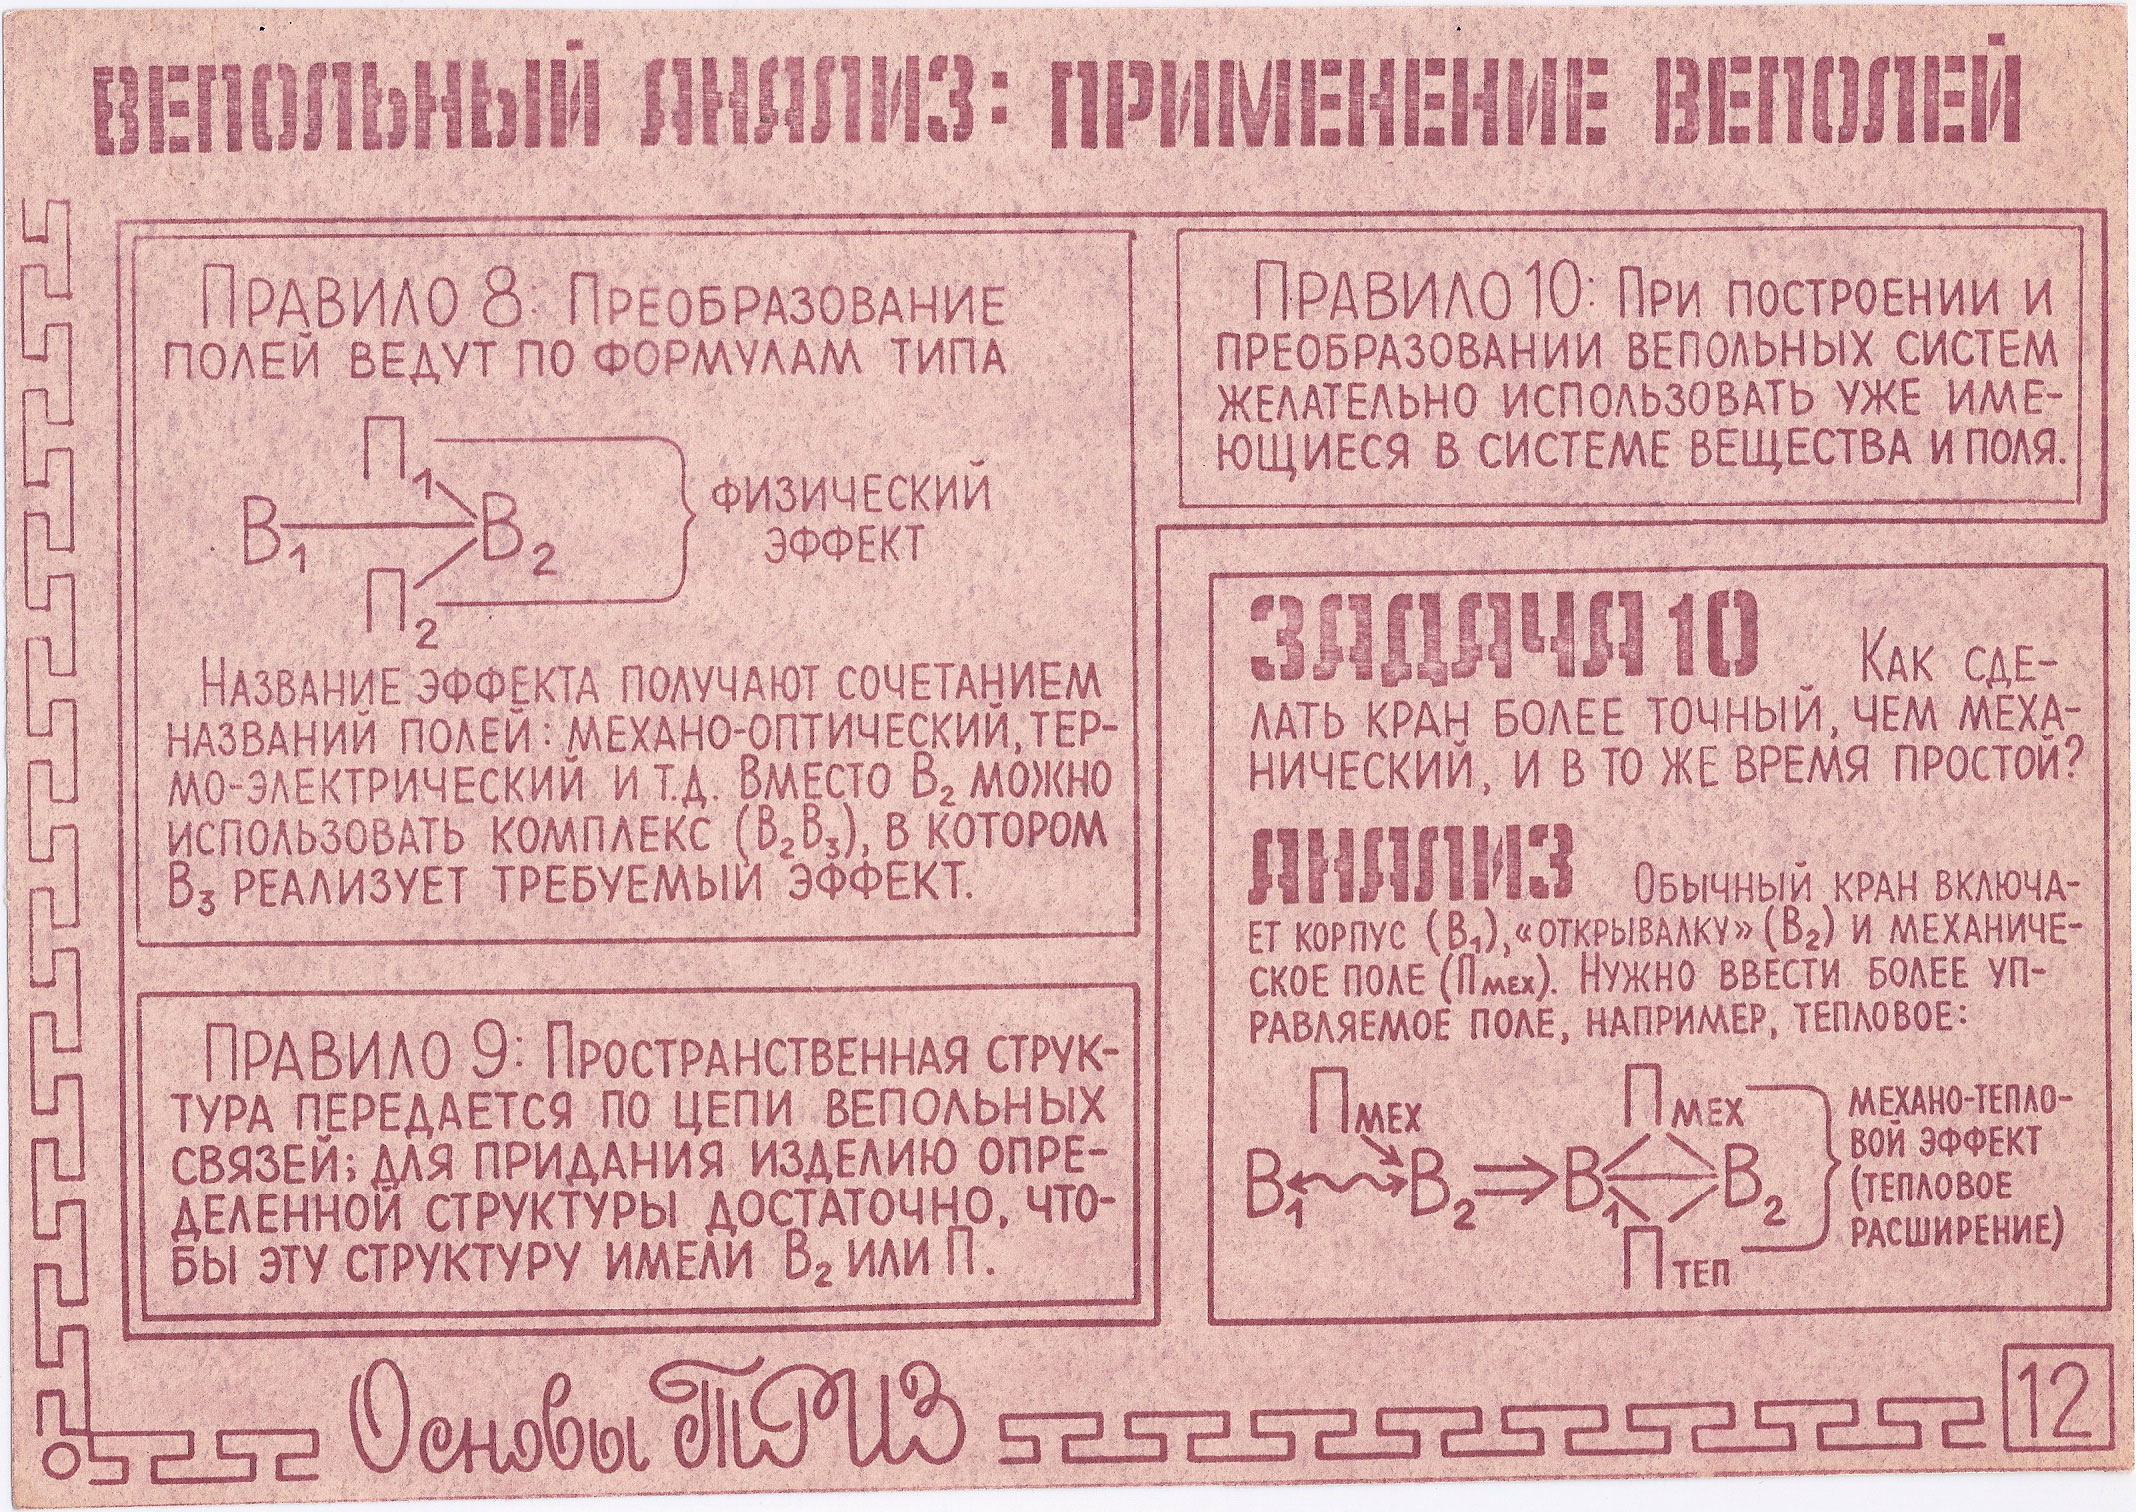 ВЕПОЛЬНЫЙ АНАЛИЗ: ПРИМЕНЕНИЕ ВЕПОЛЕЙ
ПРАВИЛО 8: ПРЕОБРАЗОВАНИЕ
ПОЛЕЙ ВЕДУТ ПО ФОРМУЛАМ ТИПА
П1
В1 В2
П2
ФИЗИЧЕСКИЙ
ЭФФЕКТ
НАЗВАНИЕ ЭФФЕКТА ПОЛУЧАЮТ СОЧЕТАНИЕМ
НАЗВАНИЙ ПОЛЕЙ: МЕХАНО-ОПТИЧЕСКИЙ, ТЕР-
МО-ЭЛЕКТРИЧЕСКИЙ И Т.Д. ВМЕСТО В2 МОЖНО
ИСПОЛЬЗОВАТЬ КОМПЛЕКС (В2В3), В КОТОРОМ
В3 РЕАЛИЗУЕТ ТРЕБУЕМЫЙ ЭФФЕКТ.
ПРАВИЛО 9: ПРОСТРАНСТВЕННАЯ СТРУК-
ТУРА ПЕРЕДАЕТСЯ ПО ЦЕПИ ВЕПОЛЬНЫХ
СВЯЗЕЙ; ДЛЯ ПРИДАНИЯ ИЗДЕЛИЮ ОПРЕ-
ДЕЛЕННОЙ СТРУКТУРЫ ДОСТАТОЧНО, ЧТО-
БЫ ЭТУ СТРУКТУРУ ИМЕЛИ В2 ИЛИ П.
ПРАВИЛО 10: ПРИ ПОСТРОЕНИИ И
ПРЕОБРАЗОВАНИИ ВЕПОЛЬНЫХ СИСТЕМ
ЖЕЛАТЕЛЬНО ИСПОЛЬЗОВАТЬ УЖЕ ИМЕ-
ЮЩИЕСЯ В СИСТЕМЕ ВЕЩЕСТВА И ПОЛЯ.
ЗАДАЧА 10 КАК СДЕ-
ЛАТЬ КРАН БОЛЕЕ ТОЧНЫЙ, ЧЕМ МЕХА-
НИЧЕСКИЙ, И В ТО ЖЕ ВРЕМЯ ПРОСТОЙ?
АНАЛИЗ ОБЫЧНЫЙ КРАН ВКЛЮЧА-
ЕТ КОРПУС (В1), «ОТКРЫВАЛКУ» (В2) И МЕХАНИЧЕ-
СКОЕ ПОЛЕ (Пмех). НУЖНО ВВЕСТИ БОЛЕЕ УП-
РАВЛЯЕМОЕ ПОЛЕ, НАПРИМЕР, ТЕПЛОВОЕ:
Пмех Пмех
В1 В2 ⇒ В1 В2
Птеп
МЕХАНО-ТЕПЛО-
ВОЙ ЭФФЕКТ
(ТЕПЛОВОЕ
РАСШИРЕНИЕ)
Основы ТРИЗ
12